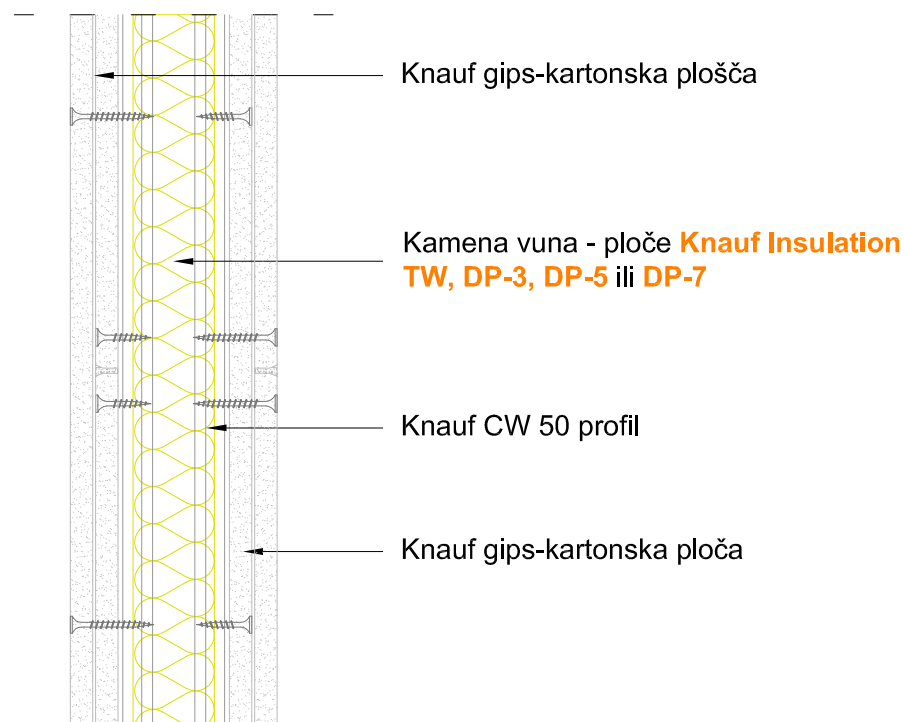 Knauf gips-kartonska plošča
Kamena vuna - ploče Knauf Insulation
TW, DP-3, DP-5 ili DP-7
Knauf CW 50 profil
Knauf gips-kartonska ploča